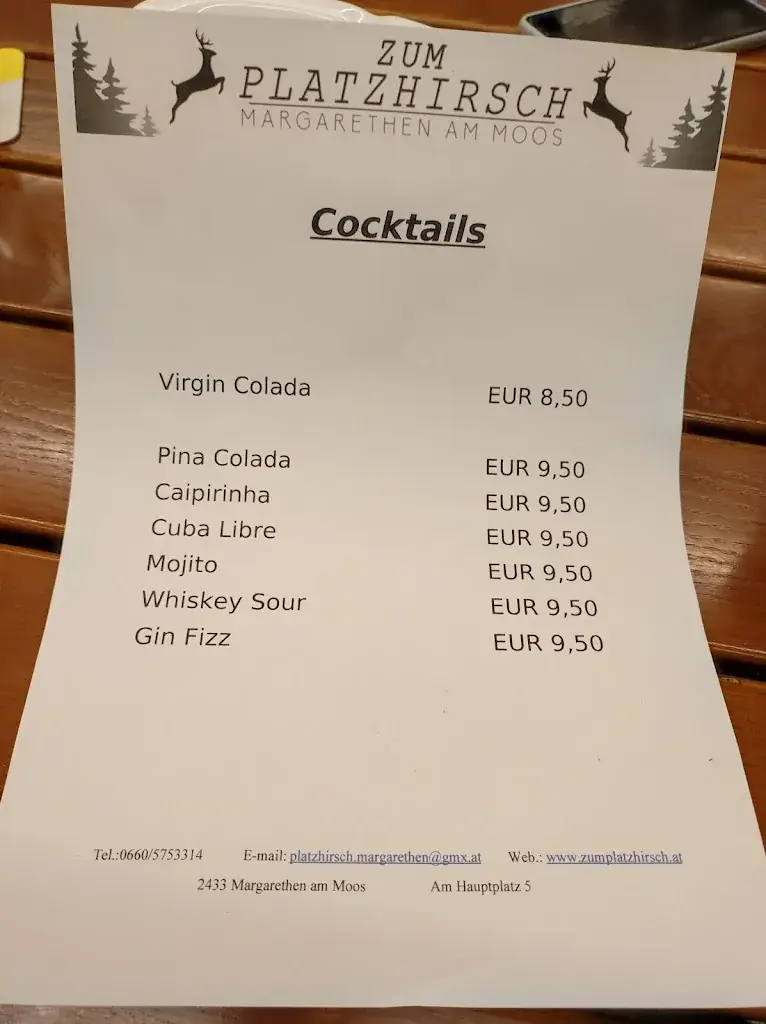 ZUM
PLATZHIRSCH
MARGARETHEN AM MOOS
Cocktails
Virgin Colada EUR 8,50
Pina Colada EUR 9,50
Caipirinha EUR 9,50
Cuba Libre EUR 9,50
Mojito EUR 9,50
Whiskey Sour EUR 9,50
Gin Fizz EUR 9,50
Tel.:0660/5753314 E-mail: platzhirsch.margarethen@gmx.at Web.: www.zumplatzhirsch.at
2433 Margarethen am Moos Am Hauptplatz 5